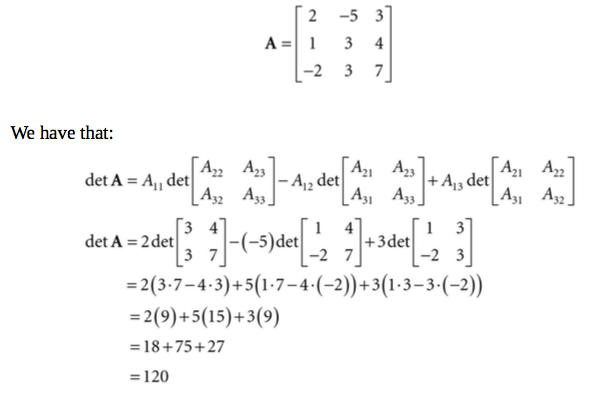 A = [2 -5 3
1 3 4
-2 3 7]
We have that:
det A = A₁₁ det[A₂₂ A₂₃; A₃₂ A₃₃] − A₁₂ det[A₂₁ A₂₃; A₃₁ A₃₃] + A₁₃ det[A₂₁ A₂₂; A₃₁ A₃₂]
det A = 2det[3 4; 3 7] −(−5)det[1 4; −2 7] +3det[1 3; −2 3]
= 2(3·7−4·3)+5(1·7−4·(−2))+3(1·3−3·(−2))
= 2(9)+5(15)+3(9)
= 18+75+27
= 120